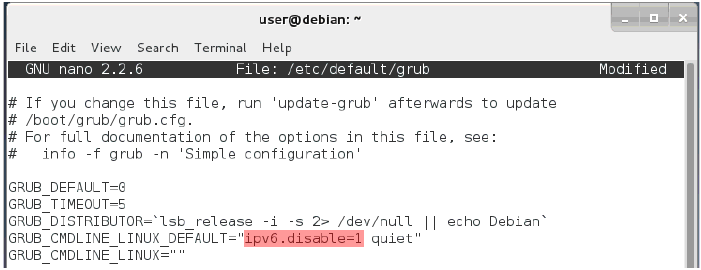 user@debian: ~
File Edit View Search Terminal Help
GNU nano 2.2.6 File: /etc/default/grub Modified
# If you change this file, run 'update-grub' afterwards to update
# /boot/grub/grub.cfg.
# For full documentation of the options in this file, see:
#   info -f grub -n 'Simple configuration'
GRUB_DEFAULT=0
GRUB_TIMEOUT=5
GRUB_DISTRIBUTOR=`lsb_release -i -s 2> /dev/null || echo Debian`
GRUB_CMDLINE_LINUX_DEFAULT="ipv6.disable=1 quiet"
GRUB_CMDLINE_LINUX=""